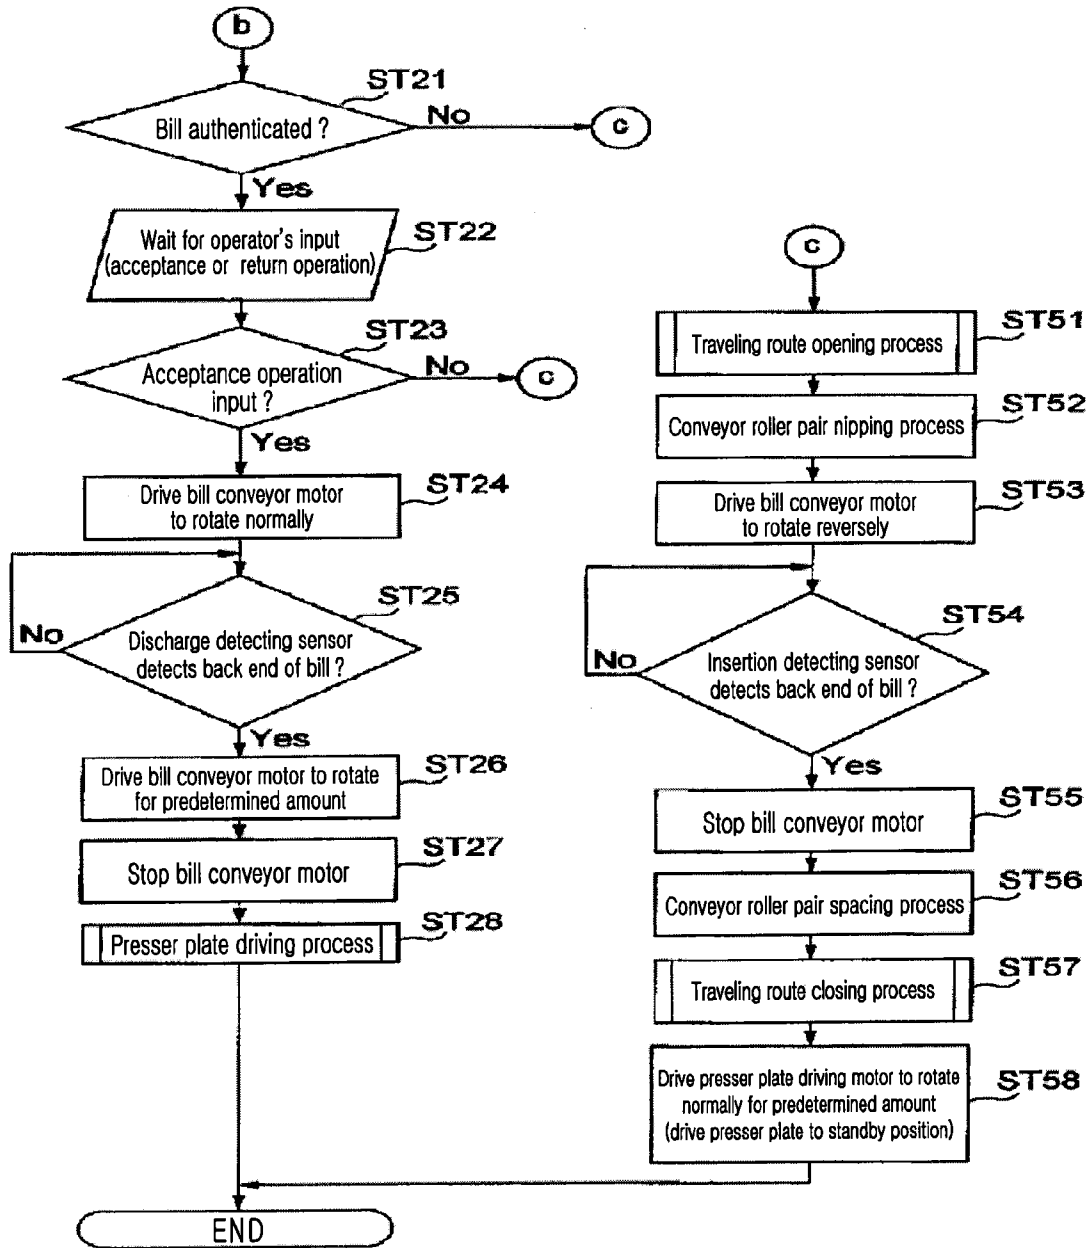 b
ST21
Bill authenticated ?
No
c
Yes
Wait for operator's input
(acceptance or return operation)
ST22
ST23
Acceptance operation
input ?
No
c
Yes
Drive bill conveyor motor
to rotate normally
ST24
ST25
No
Discharge detecting sensor
detects back end of bill ?
Yes
Drive bill conveyor motor to rotate
for predetermined amount
ST26
Stop bill conveyor motor
ST27
Presser plate driving process
ST28
c
Traveling route opening process
ST51
Conveyor roller pair nipping process
ST52
Drive bill conveyor motor
to rotate reversely
ST53
ST54
No
Insertion detecting sensor
detects back end of bill ?
Yes
Stop bill conveyor motor
ST55
Conveyor roller pair spacing process
ST56
Traveling route closing process
ST57
Drive presser plate driving motor to rotate
normally for predetermined amount
(drive presser plate to standby position)
ST58
END